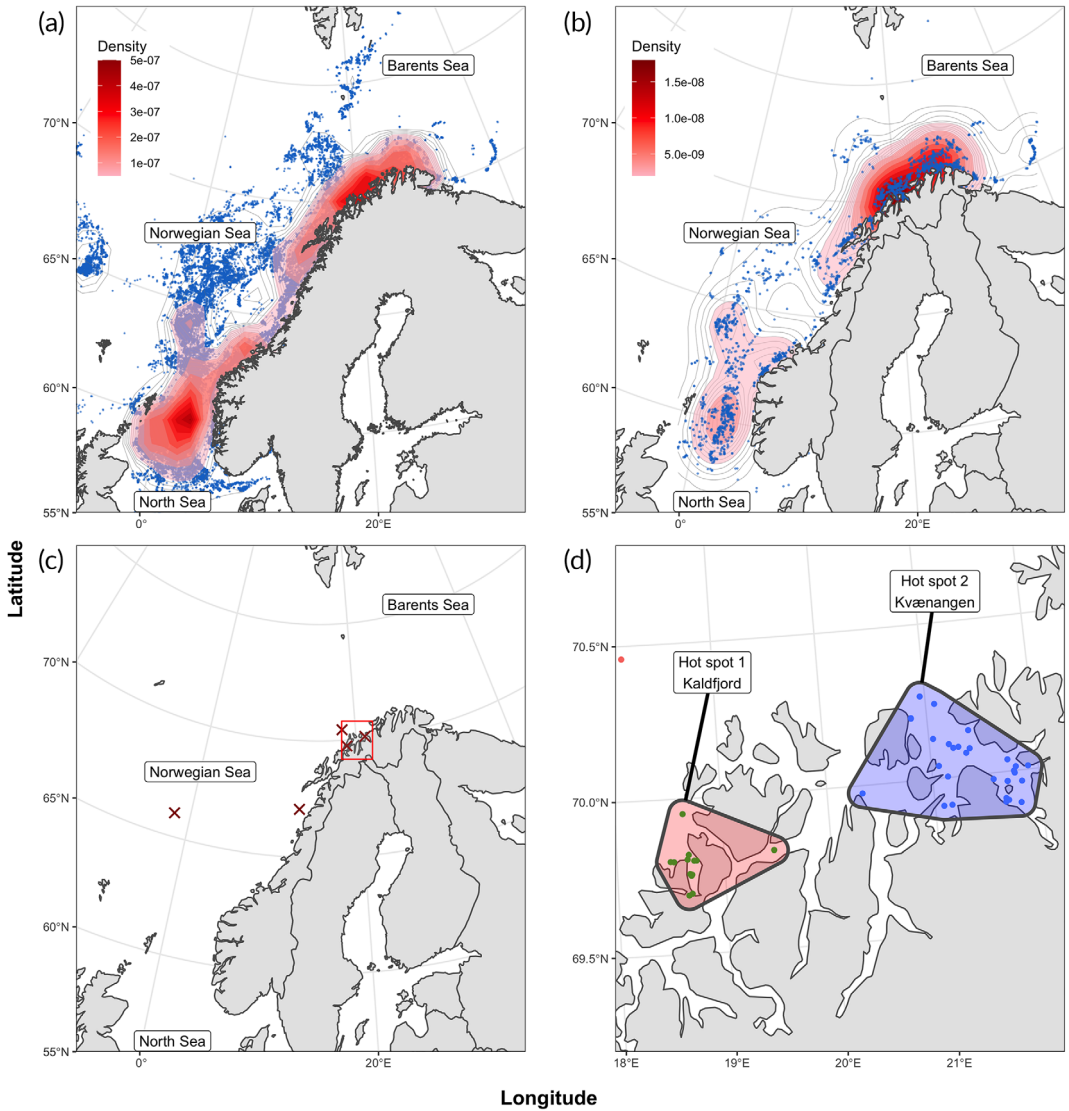 (a)
Density
5e-07
4e-07
3e-07
2e-07
1e-07
Barents Sea
Norwegian Sea
North Sea
70°N
65°N
60°N
55°N
0°
20°E
(b)
Density
1.5e-08
1.0e-08
5.0e-09
Barents Sea
Norwegian Sea
North Sea
70°N
65°N
60°N
55°N
0°
20°E
(c)
Barents Sea
Norwegian Sea
North Sea
70°N
65°N
60°N
55°N
0°
20°E
(d)
Hot spot 2
Kvænangen
Hot spot 1
Kaldfjord
70.5°N
70.0°N
69.5°N
18°E
19°E
20°E
21°E
Latitude
Longitude